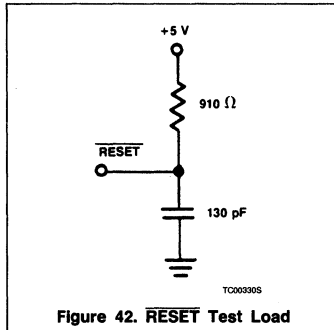 +5 V
910 Ω
RESET
130 pF
TC00330S
Figure 42. RESET Test Load